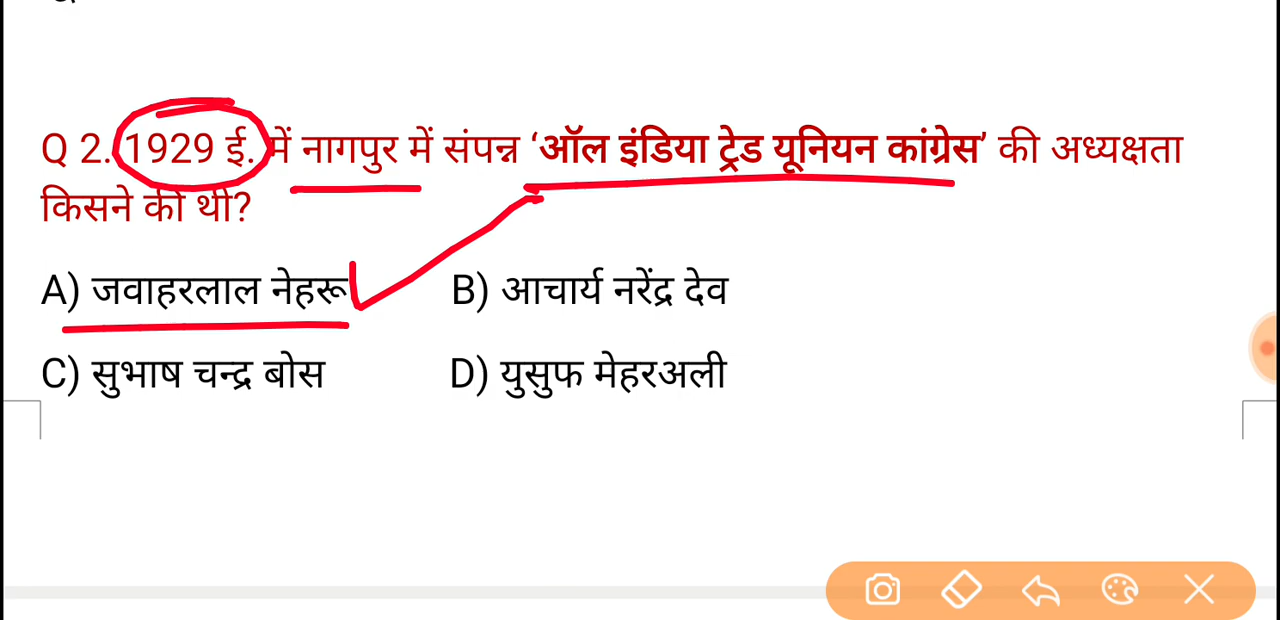 Q 2. 1929 ई. में नागपुर में संपन्न ‘ऑल इंडिया ट्रेड यूनियन कांग्रेस’ की अध्यक्षता
किसने की थी?
A) जवाहरलाल नेहरू B) आचार्य नरेंद्र देव
C) सुभाष चन्द्र बोस D) युसुफ मेहरअली